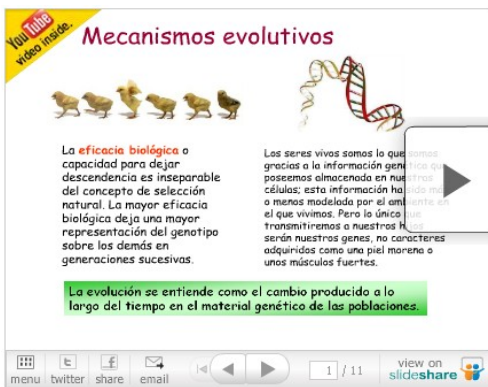 You Tube
video inside.
Mecanismos evolutivos
La eficacia biológica o
capacidad para dejar
descendencia es inseparable
del concepto de selección
natural. La mayor eficacia
biológica deja una mayor
representación del genotipo
sobre los demás en
generaciones sucesivas.
Los seres vivos somos lo que somos
gracias a la información genética que
poseemos almacenada en nuestras
células; esta información ha sido más
o menos modelada por el ambiente en
el que vivimos. Pero lo único que
transmitiremos a nuestros hijos
serán nuestros genes, no caracteres
adquiridos como una piel morena o
unos músculos fuertes.
La evolución se entiende como el cambio producido a lo
largo del tiempo en el material genético de las poblaciones.
menu
twitter
share
email
1 / 11
view on
slideshare